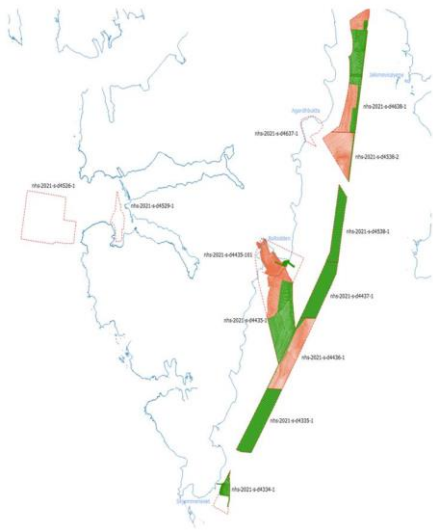 nhs-2021-s-d4638-1
nhs-2021-s-d4637-1
nhs-2021-s-d4538-2
nhs-2021-s-d4526-1
nhs-2021-s-d4529-1
nhs-2021-s-d4538-1
nhs-2021-s-d4435-101
nhs-2021-s-d4437-1
nhs-2021-s-d4435-1
nhs-2021-s-d4436-1
nhs-2021-s-d4335-1
nhs-2021-s-d4334-1